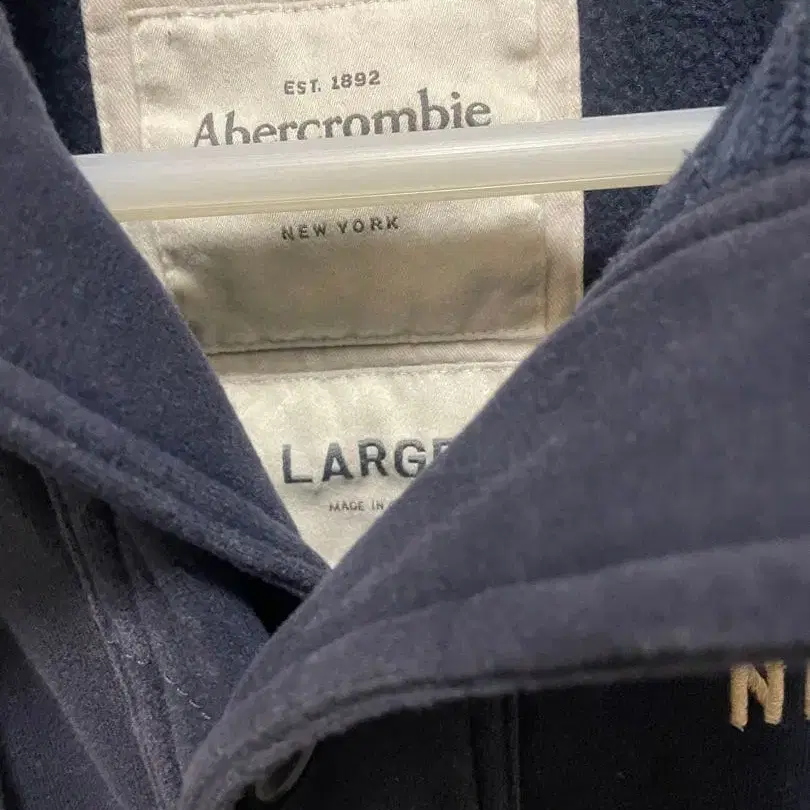 EST. 1892
Abercrombie
NEW YORK
LARGE
MADE IN
N